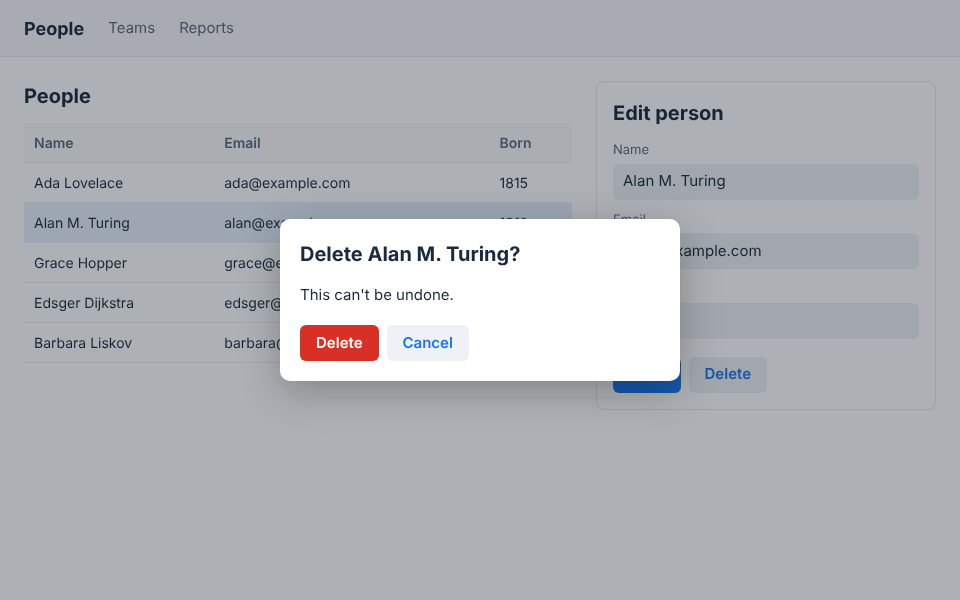 People Teams Reports
People
Name Email Born
Ada Lovelace ada@example.com 1815
Alan M. Turing
Grace Hopper
Edsger Dijkstra
Barbara Liskov
Delete Alan M. Turing?
This can't be undone.
Delete Cancel
Edit person
Name
Alan M. Turing
Delete